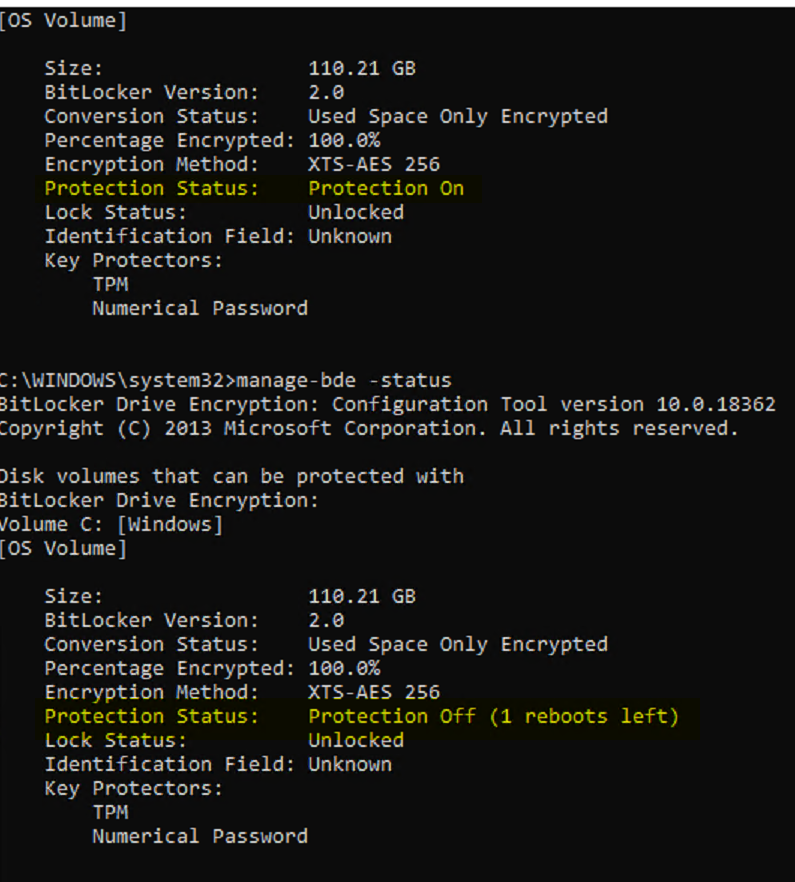 [OS Volume]
Size: 110.21 GB
BitLocker Version: 2.0
Conversion Status: Used Space Only Encrypted
Percentage Encrypted: 100.0%
Encryption Method: XTS-AES 256
Protection Status: Protection On
Lock Status: Unlocked
Identification Field: Unknown
Key Protectors:
TPM
Numerical Password
C:\WINDOWS\system32>manage-bde -status
BitLocker Drive Encryption: Configuration Tool version 10.0.18362
Copyright (C) 2013 Microsoft Corporation. All rights reserved.
Disk volumes that can be protected with
BitLocker Drive Encryption:
Volume C: [Windows]
[OS Volume]
Size: 110.21 GB
BitLocker Version: 2.0
Conversion Status: Used Space Only Encrypted
Percentage Encrypted: 100.0%
Encryption Method: XTS-AES 256
Protection Status: Protection Off (1 reboots left)
Lock Status: Unlocked
Identification Field: Unknown
Key Protectors:
TPM
Numerical Password